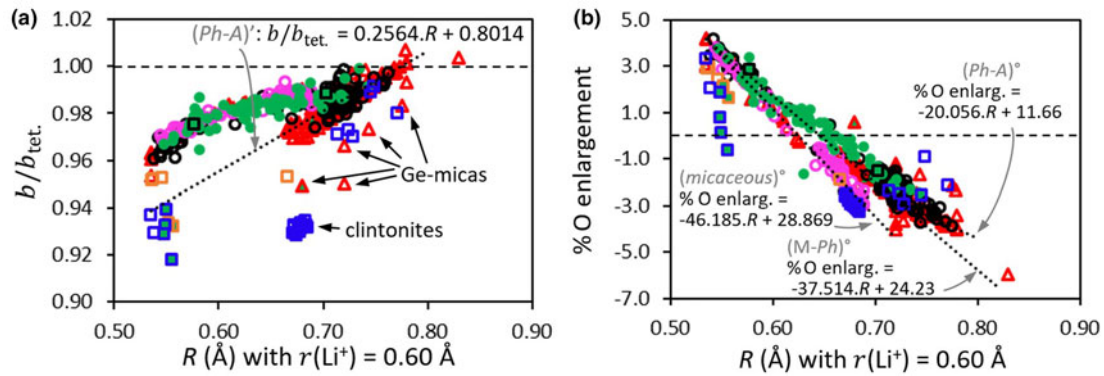 (a)
(Ph-A)′: b/b_tet. = 0.2564.R + 0.8014
1.02
1.00
0.98
0.96
0.94
0.92
0.90
b/b_tet.
Ge-micas
clintonites
0.50 0.60 0.70 0.80 0.90
R (Å) with r(Li⁺) = 0.60 Å
(b)
5.0
3.0
1.0
-1.0
-3.0
-5.0
-7.0
%O enlargement
(Ph-A)°
%O enlarg. =
-20.056.R + 11.66
(micaceous)°
%O enlarg. =
-46.185.R + 28.869
(M-Ph)°
%O enlarg. =
-37.514.R + 24.23
0.50 0.60 0.70 0.80 0.90
R (Å) with r(Li⁺) = 0.60 Å